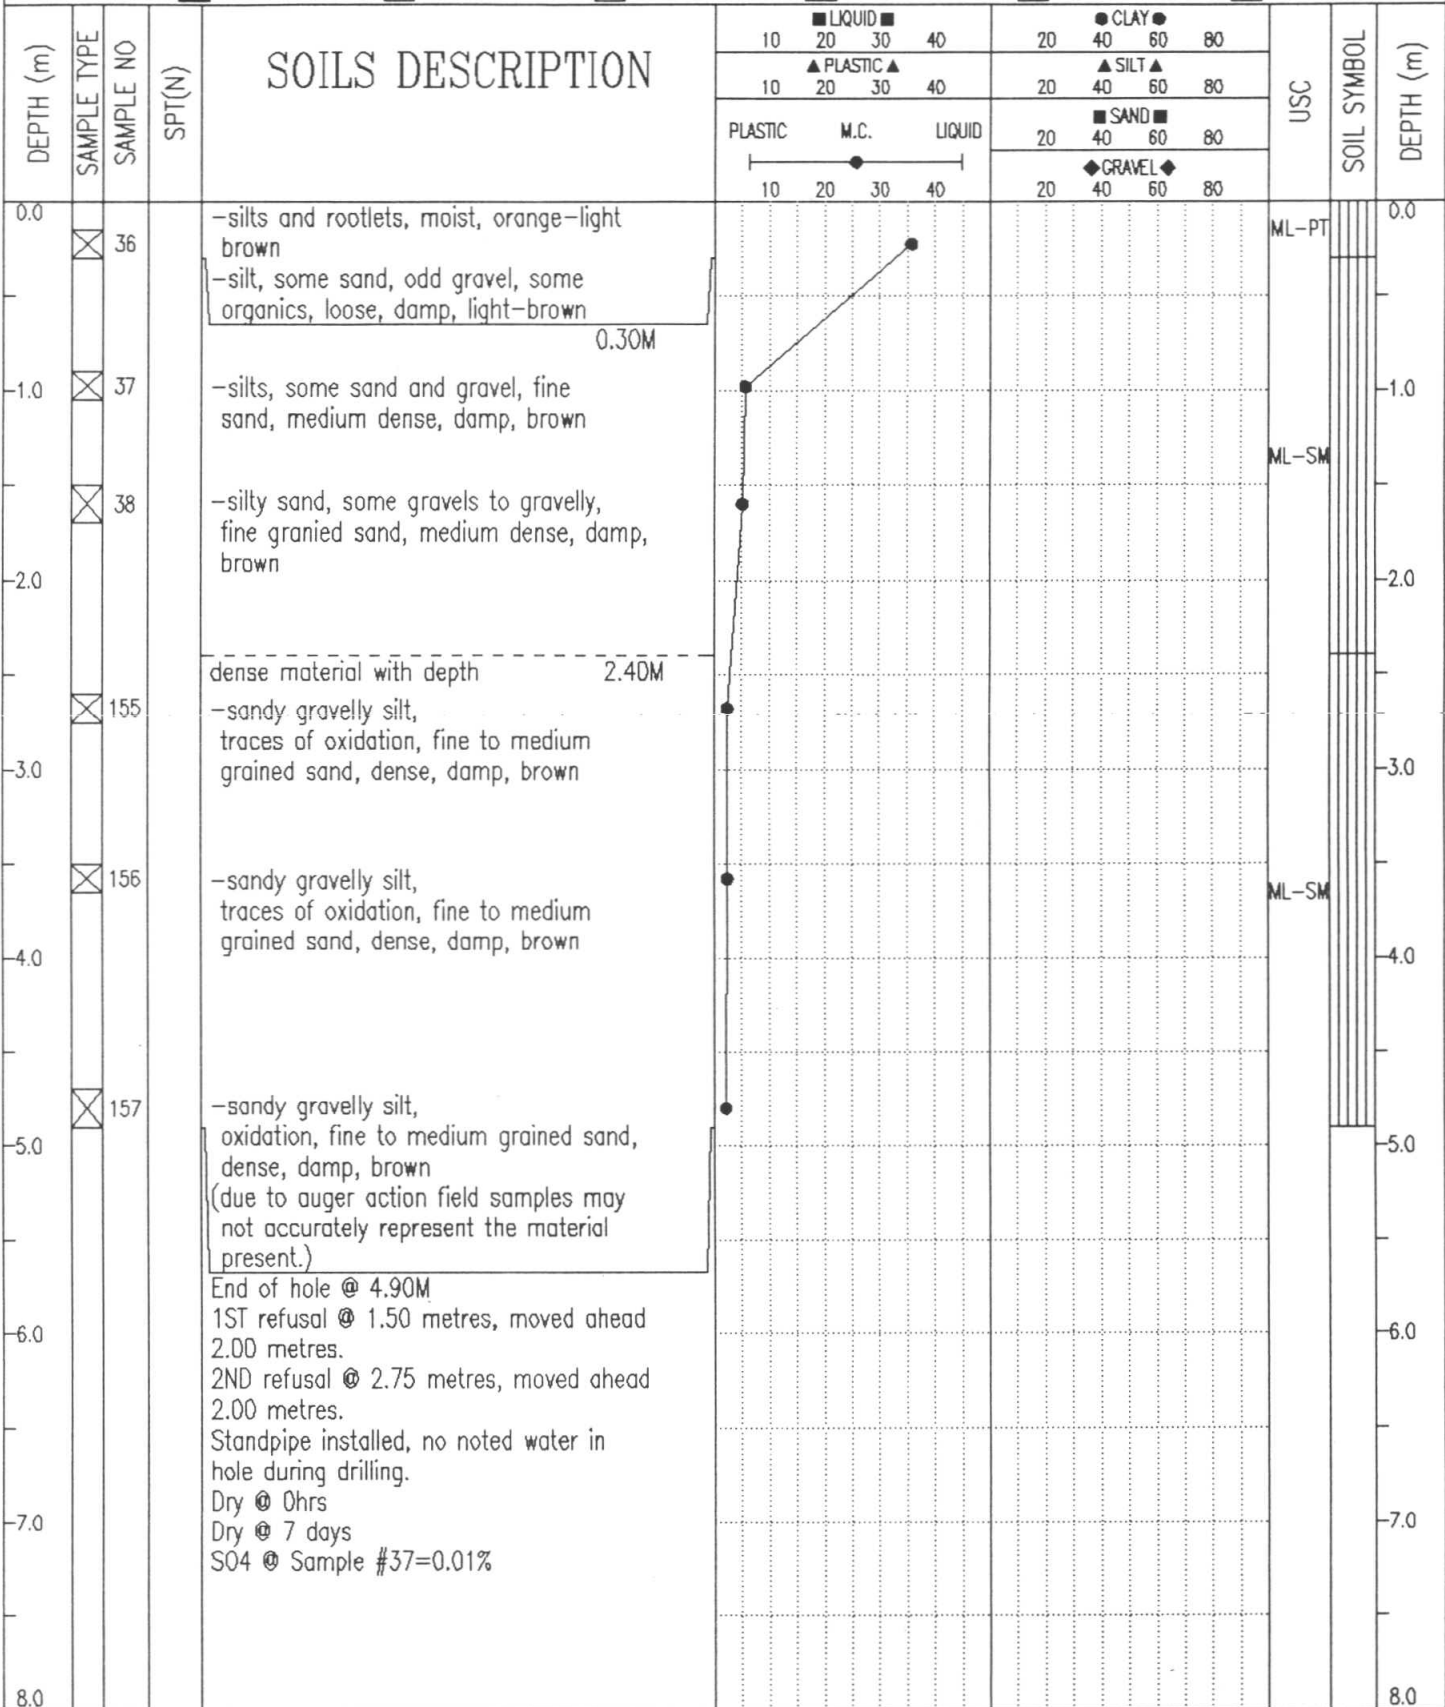 DEPTH (m)
SAMPLE TYPE
SAMPLE NO
SPT(N)
SOILS DESCRIPTION
■ LIQUID ■
10 20 30 40
▲ PLASTIC ▲
10 20 30 40
PLASTIC M.C. LIQUID
10 20 30 40
● CLAY ●
20 40 60 80
▲ SILT ▲
20 40 60 80
■ SAND ■
20 40 60 80
◆ GRAVEL ◆
20 40 60 80
USC
SOIL SYMBOL
DEPTH (m)
0.0
36
-silts and rootlets, moist, orange-light
brown
ML-PT
0.0
-silt, some sand, odd gravel, some
organics, loose, damp, light-brown
0.30M
1.0
37
-silts, some sand and gravel, fine
sand, medium dense, damp, brown
1.0
ML-SM
38
-silty sand, some gravels to gravelly,
fine granied sand, medium dense, damp,
brown
2.0
2.0
dense material with depth 2.40M
155
-sandy gravelly silt,
traces of oxidation, fine to medium
grained sand, dense, damp, brown
3.0
3.0
156
-sandy gravelly silt,
traces of oxidation, fine to medium
grained sand, dense, damp, brown
ML-SM
4.0
4.0
157
-sandy gravelly silt,
oxidation, fine to medium grained sand,
dense, damp, brown
5.0
5.0
(due to auger action field samples may
not accurately represent the material
present.)
End of hole @ 4.90M
1ST refusal @ 1.50 metres, moved ahead
2.00 metres.
6.0
6.0
2ND refusal @ 2.75 metres, moved ahead
2.00 metres.
Standpipe installed, no noted water in
hole during drilling.
Dry @ 0hrs
Dry @ 7 days
7.0
7.0
SO4 @ Sample #37=0.01%
8.0
8.0